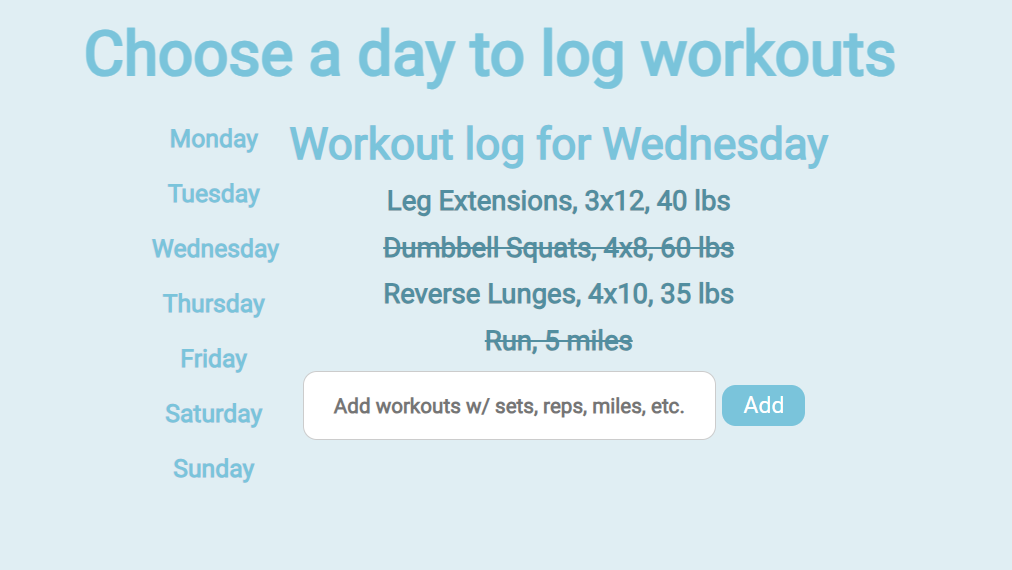 Choose a day to log workouts
Monday
Tuesday
Wednesday
Thursday
Friday
Saturday
Sunday
Workout log for Wednesday
Leg Extensions, 3x12, 40 lbs
Dumbbell Squats, 4x8, 60 lbs
Reverse Lunges, 4x10, 35 lbs
Run, 5 miles
Add workouts w/ sets, reps, miles, etc.
Add